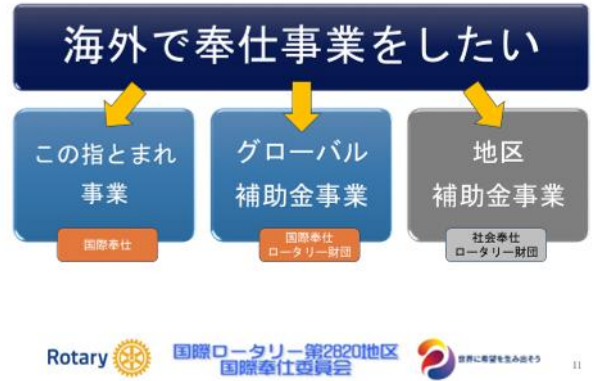 海外で奉仕事業をしたい
この指とまれ
事業
国際奉仕
グローバル
補助金事業
国際奉仕
ロータリー財団
地区
補助金事業
社会奉仕
ロータリー財団
Rotary
国際ロータリー第2820地区
国際奉仕委員会
世界に希望を生み出そう
11